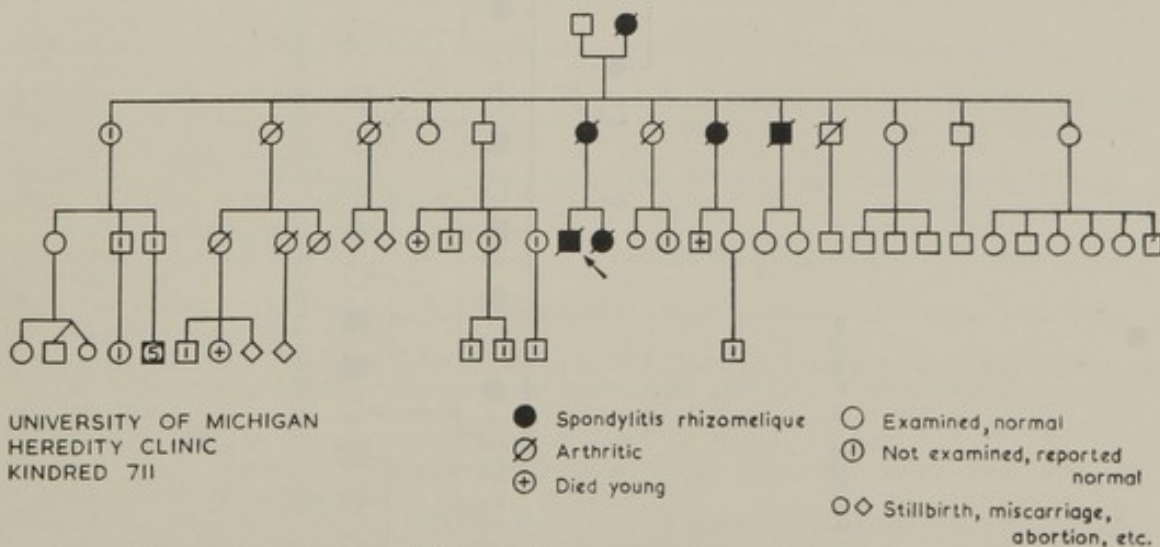 5
UNIVERSITY OF MICHIGAN
HEREDITY CLINIC
KINDRED 711
Spondylitis rhizomelique
Arthritic
Died young
Examined, normal
Not examined, reported
normal
Stillbirth, miscarriage,
abortion, etc.